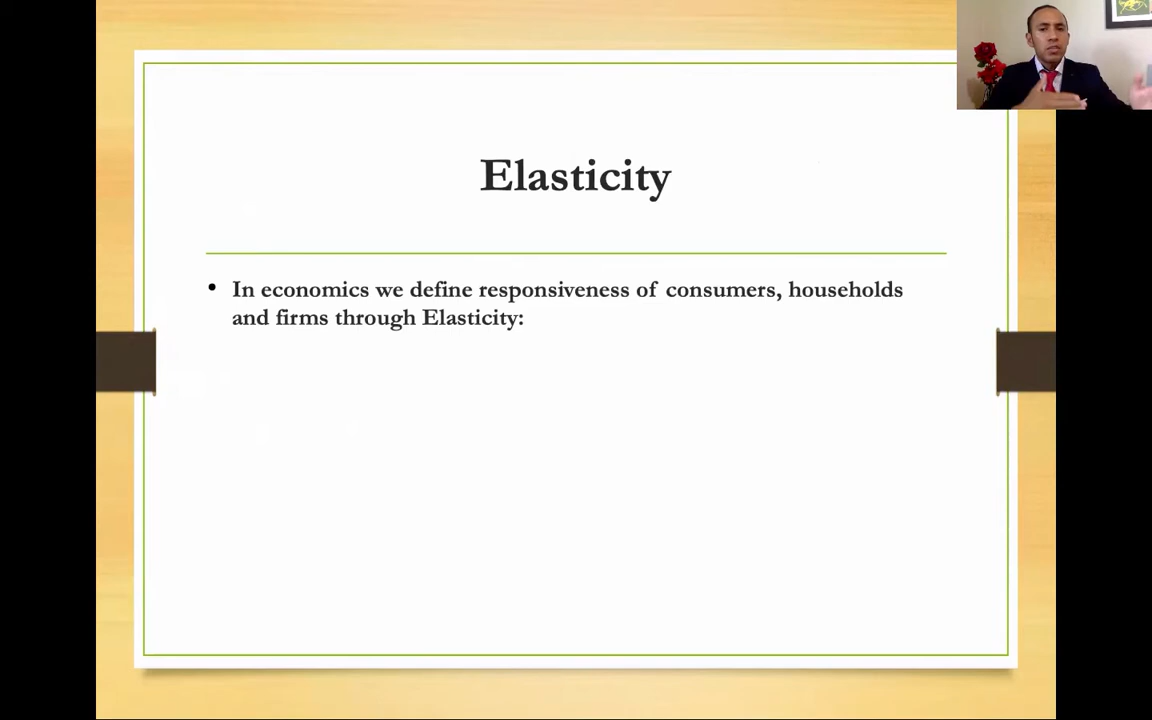 Elasticity
• In economics we define responsiveness of consumers, households
and firms through Elasticity: